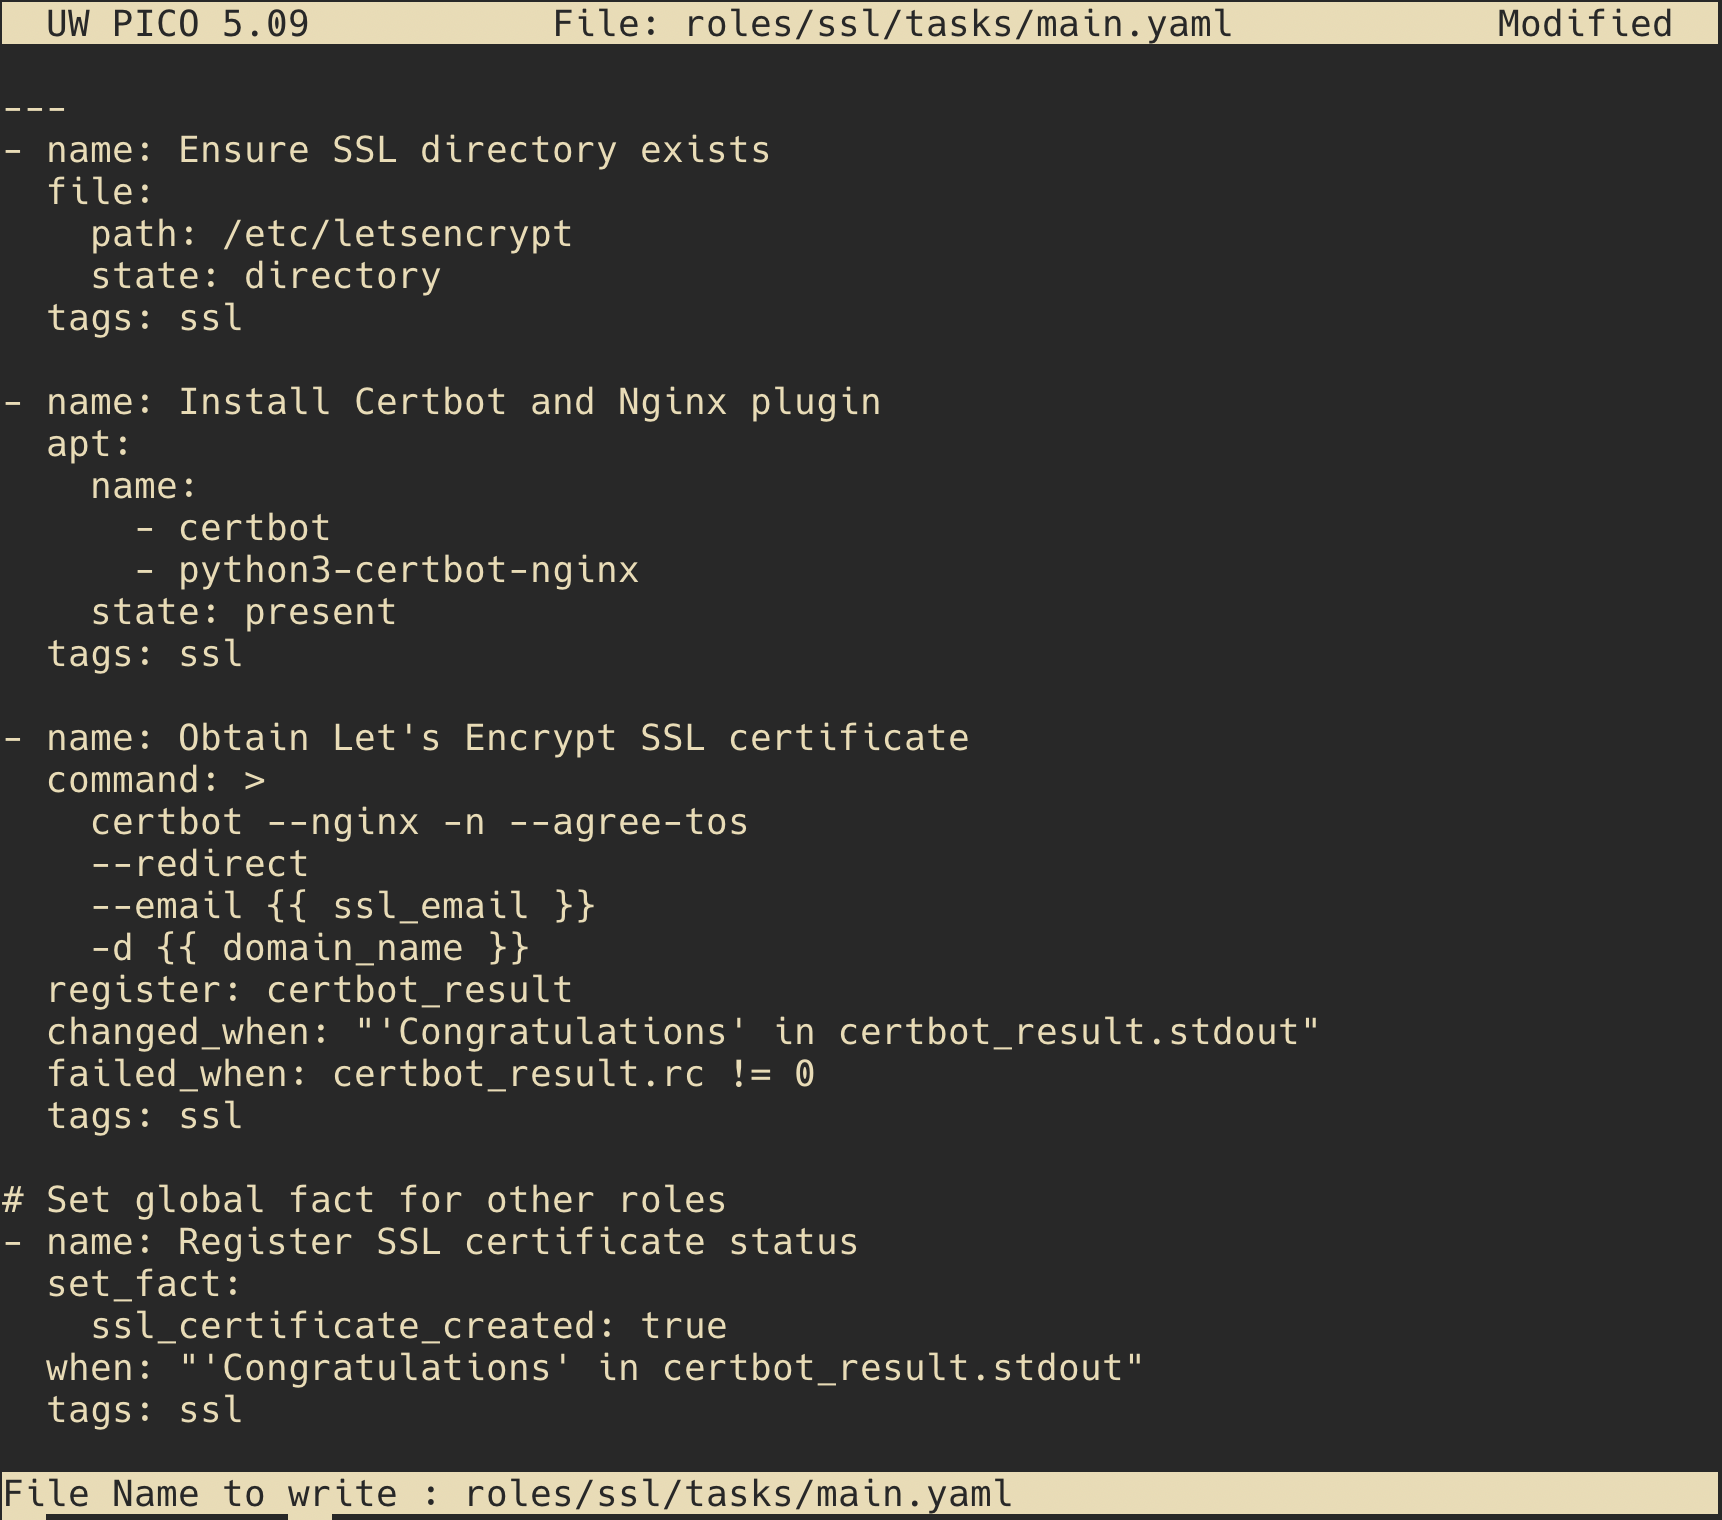 UW PICO 5.09 File: roles/ssl/tasks/main.yaml Modified
---
- name: Ensure SSL directory exists
  file:
    path: /etc/letsencrypt
    state: directory
  tags: ssl

- name: Install Certbot and Nginx plugin
  apt:
    name:
      - certbot
      - python3-certbot-nginx
    state: present
  tags: ssl

- name: Obtain Let's Encrypt SSL certificate
  command: >
    certbot --nginx -n --agree-tos
    --redirect
    --email {{ ssl_email }}
    -d {{ domain_name }}
  register: certbot_result
  changed_when: "'Congratulations' in certbot_result.stdout"
  failed_when: certbot_result.rc != 0
  tags: ssl

# Set global fact for other roles
- name: Register SSL certificate status
  set_fact:
    ssl_certificate_created: true
  when: "'Congratulations' in certbot_result.stdout"
  tags: ssl

File Name to write : roles/ssl/tasks/main.yaml